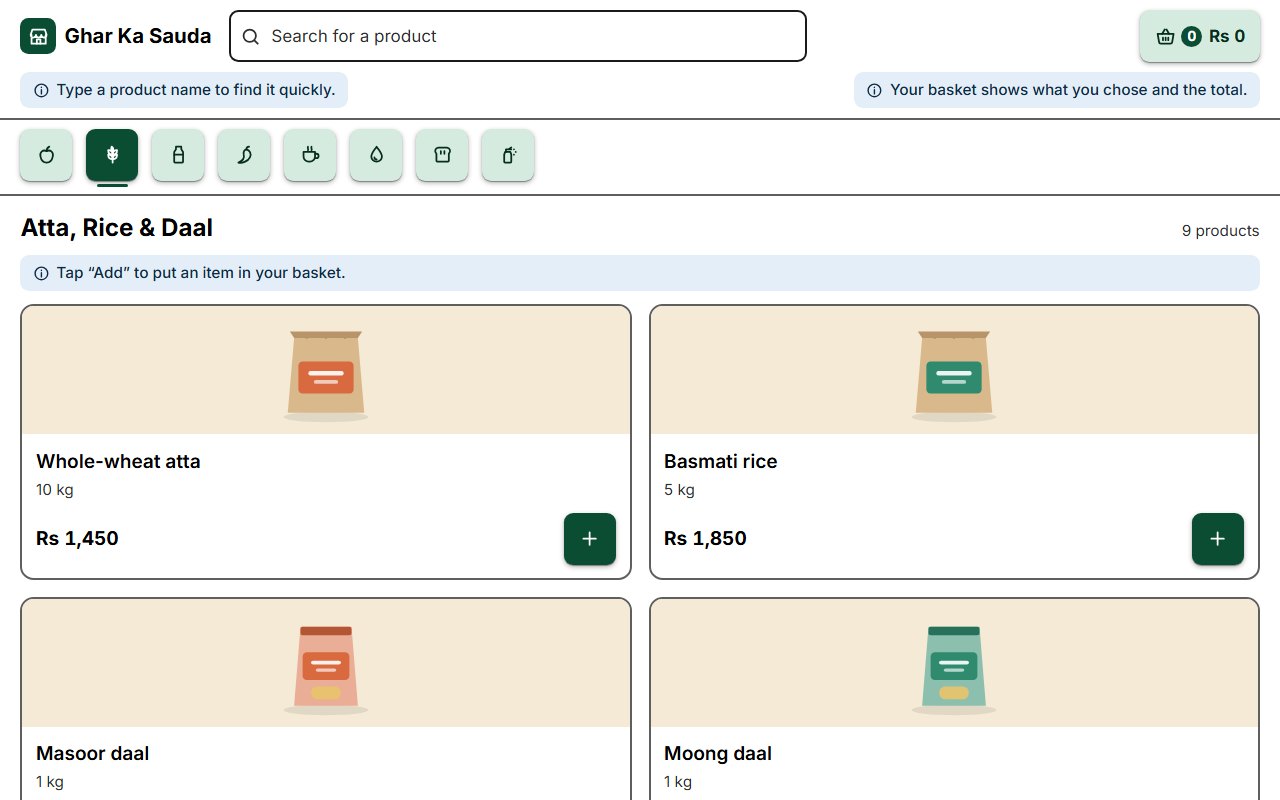 Ghar Ka Sauda
Search for a product
0 Rs 0
Type a product name to find it quickly.
Your basket shows what you chose and the total.
Atta, Rice & Daal
9 products
Tap “Add” to put an item in your basket.
Whole-wheat atta
10 kg
Rs 1,450
Basmati rice
5 kg
Rs 1,850
Masoor daal
1 kg
Moong daal
1 kg